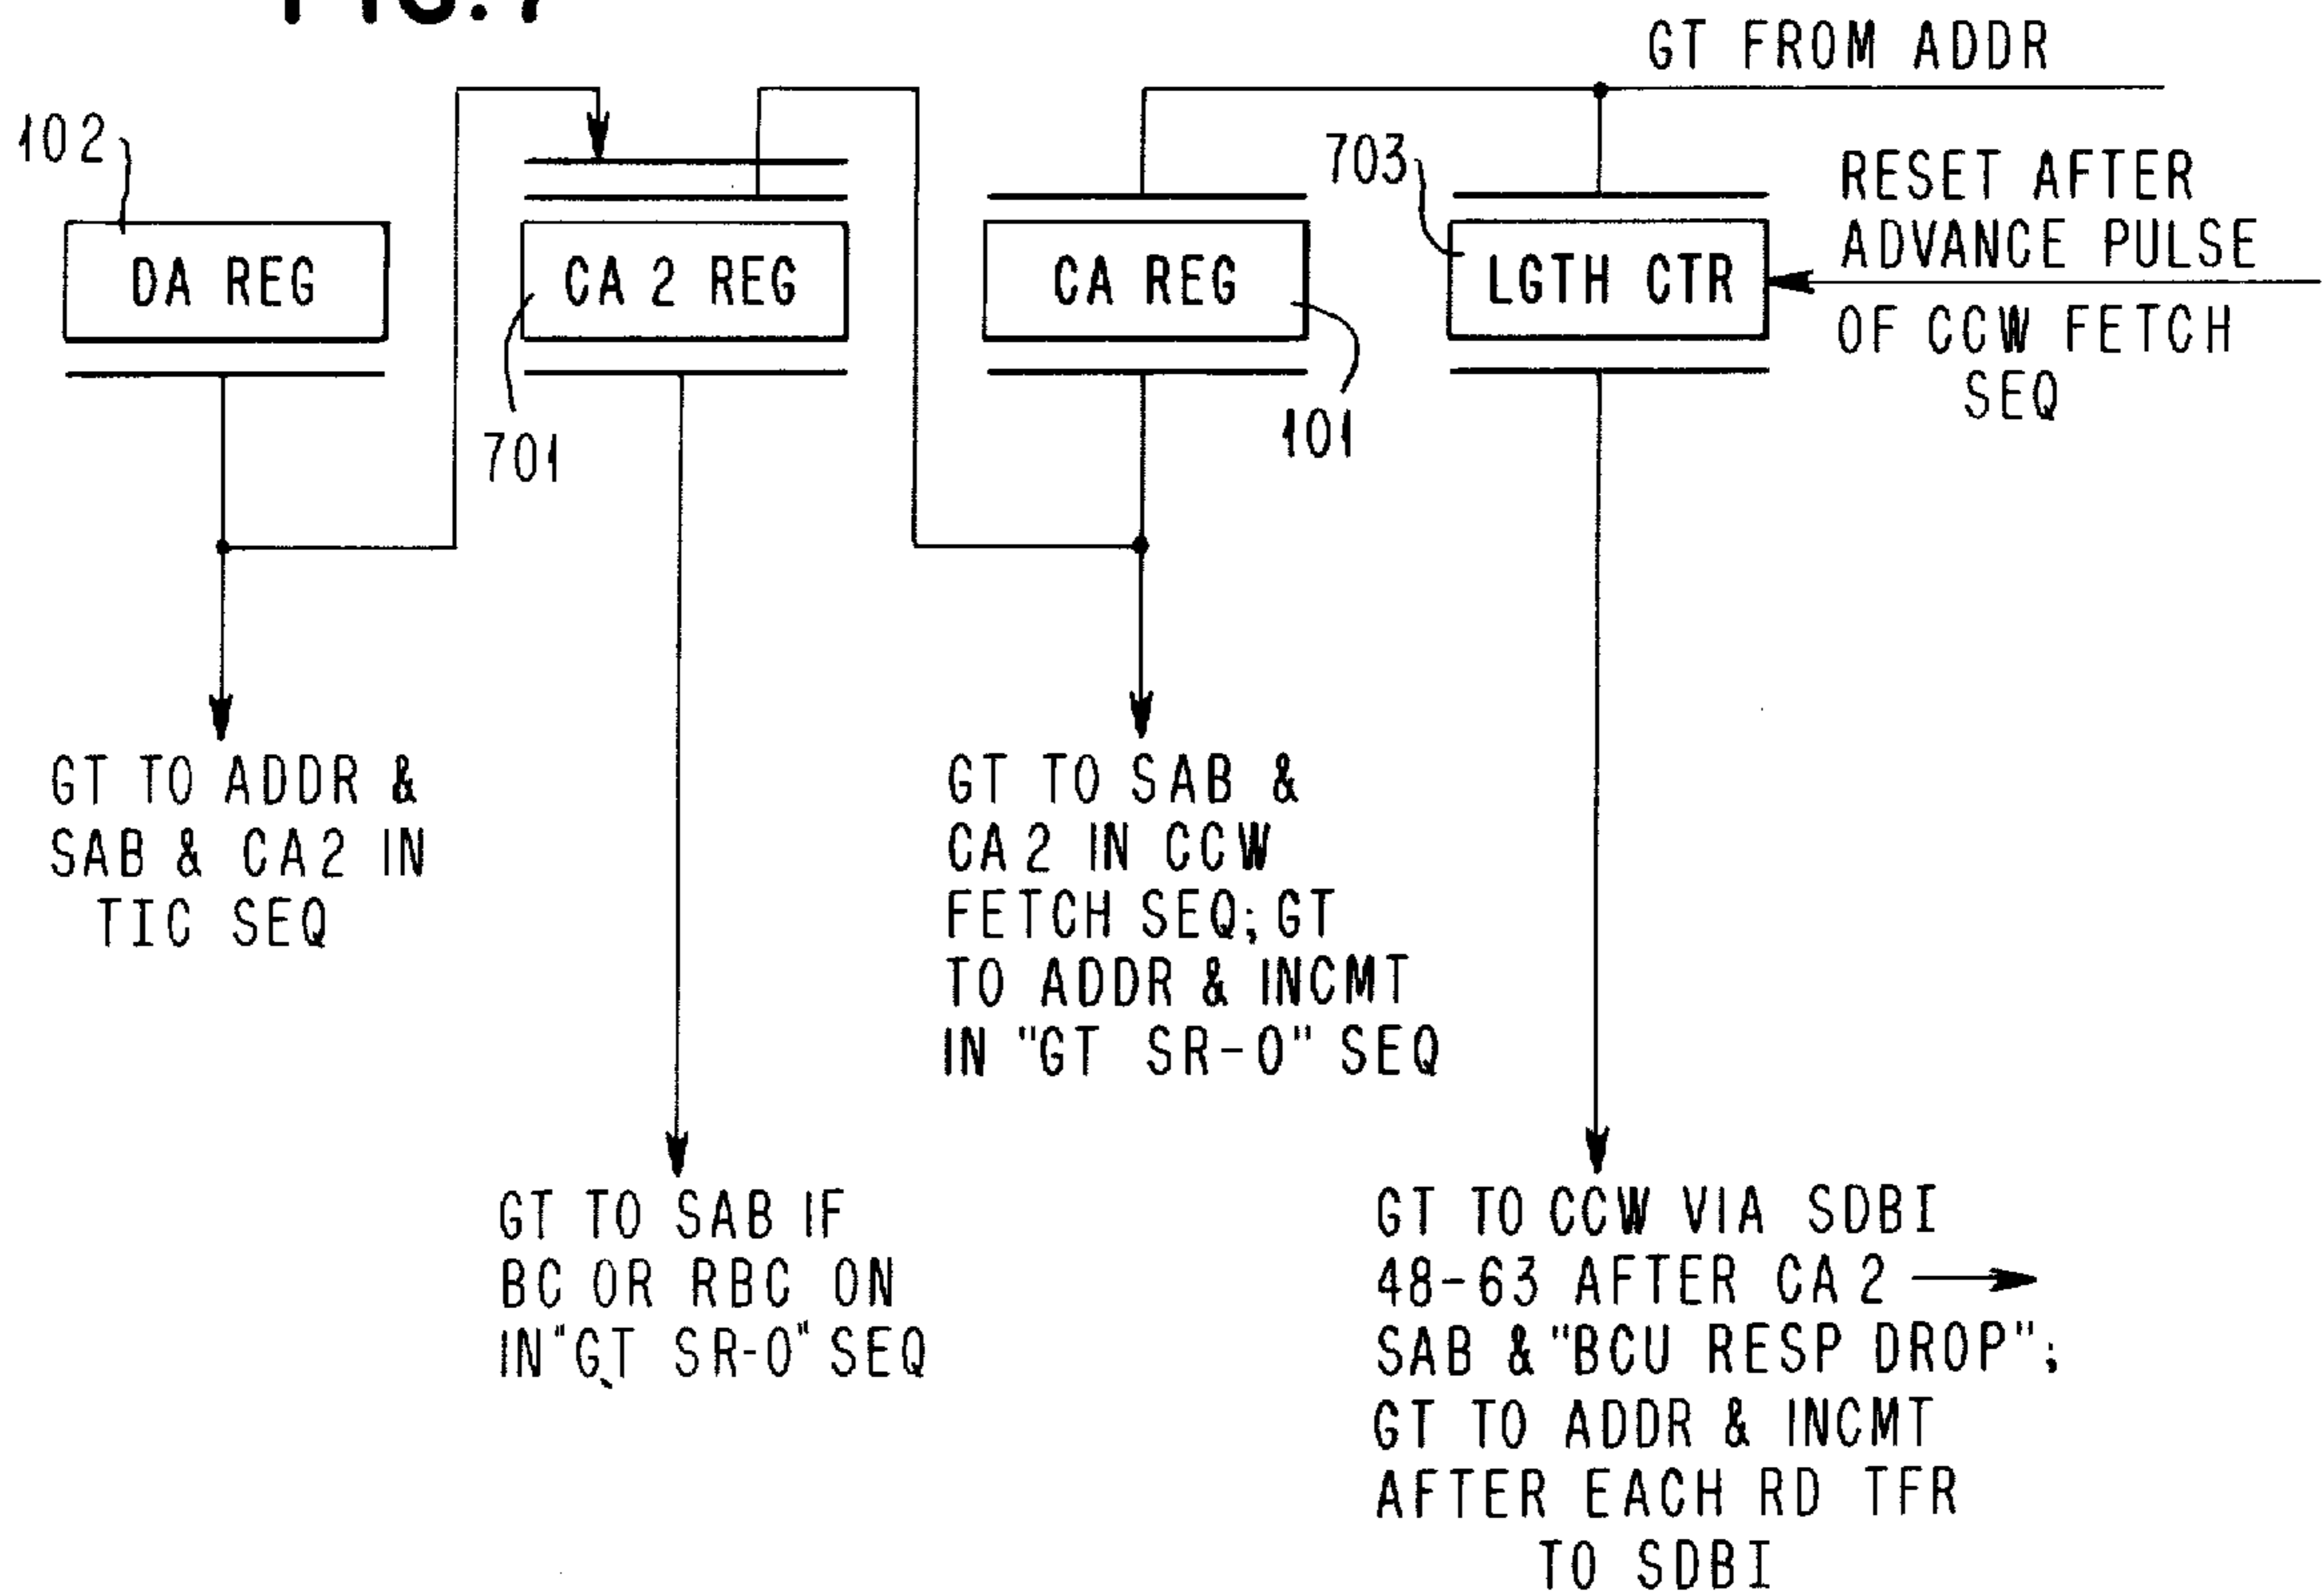 FIG. 7
GT FROM ADDR
102
703
RESET AFTER
ADVANCE PULSE
OF CCW FETCH
SEQ
DA REG
CA 2 REG
CA REG
LGTH CTR
701
101
GT TO ADDR &
SAB & CA2 IN
TIC SEQ
GT TO SAB &
CA2 IN CCW
FETCH SEQ; GT
TO ADDR & INCMT
IN "GT SR-0" SEQ
GT TO SAB IF
BC OR RBC ON
IN "GT SR-0" SEQ
GT TO CCW VIA SDBI
48-63 AFTER CA2 →
SAB & "BCU RESP DROP";
GT TO ADDR & INCMT
AFTER EACH RD TFR
TO SDBI